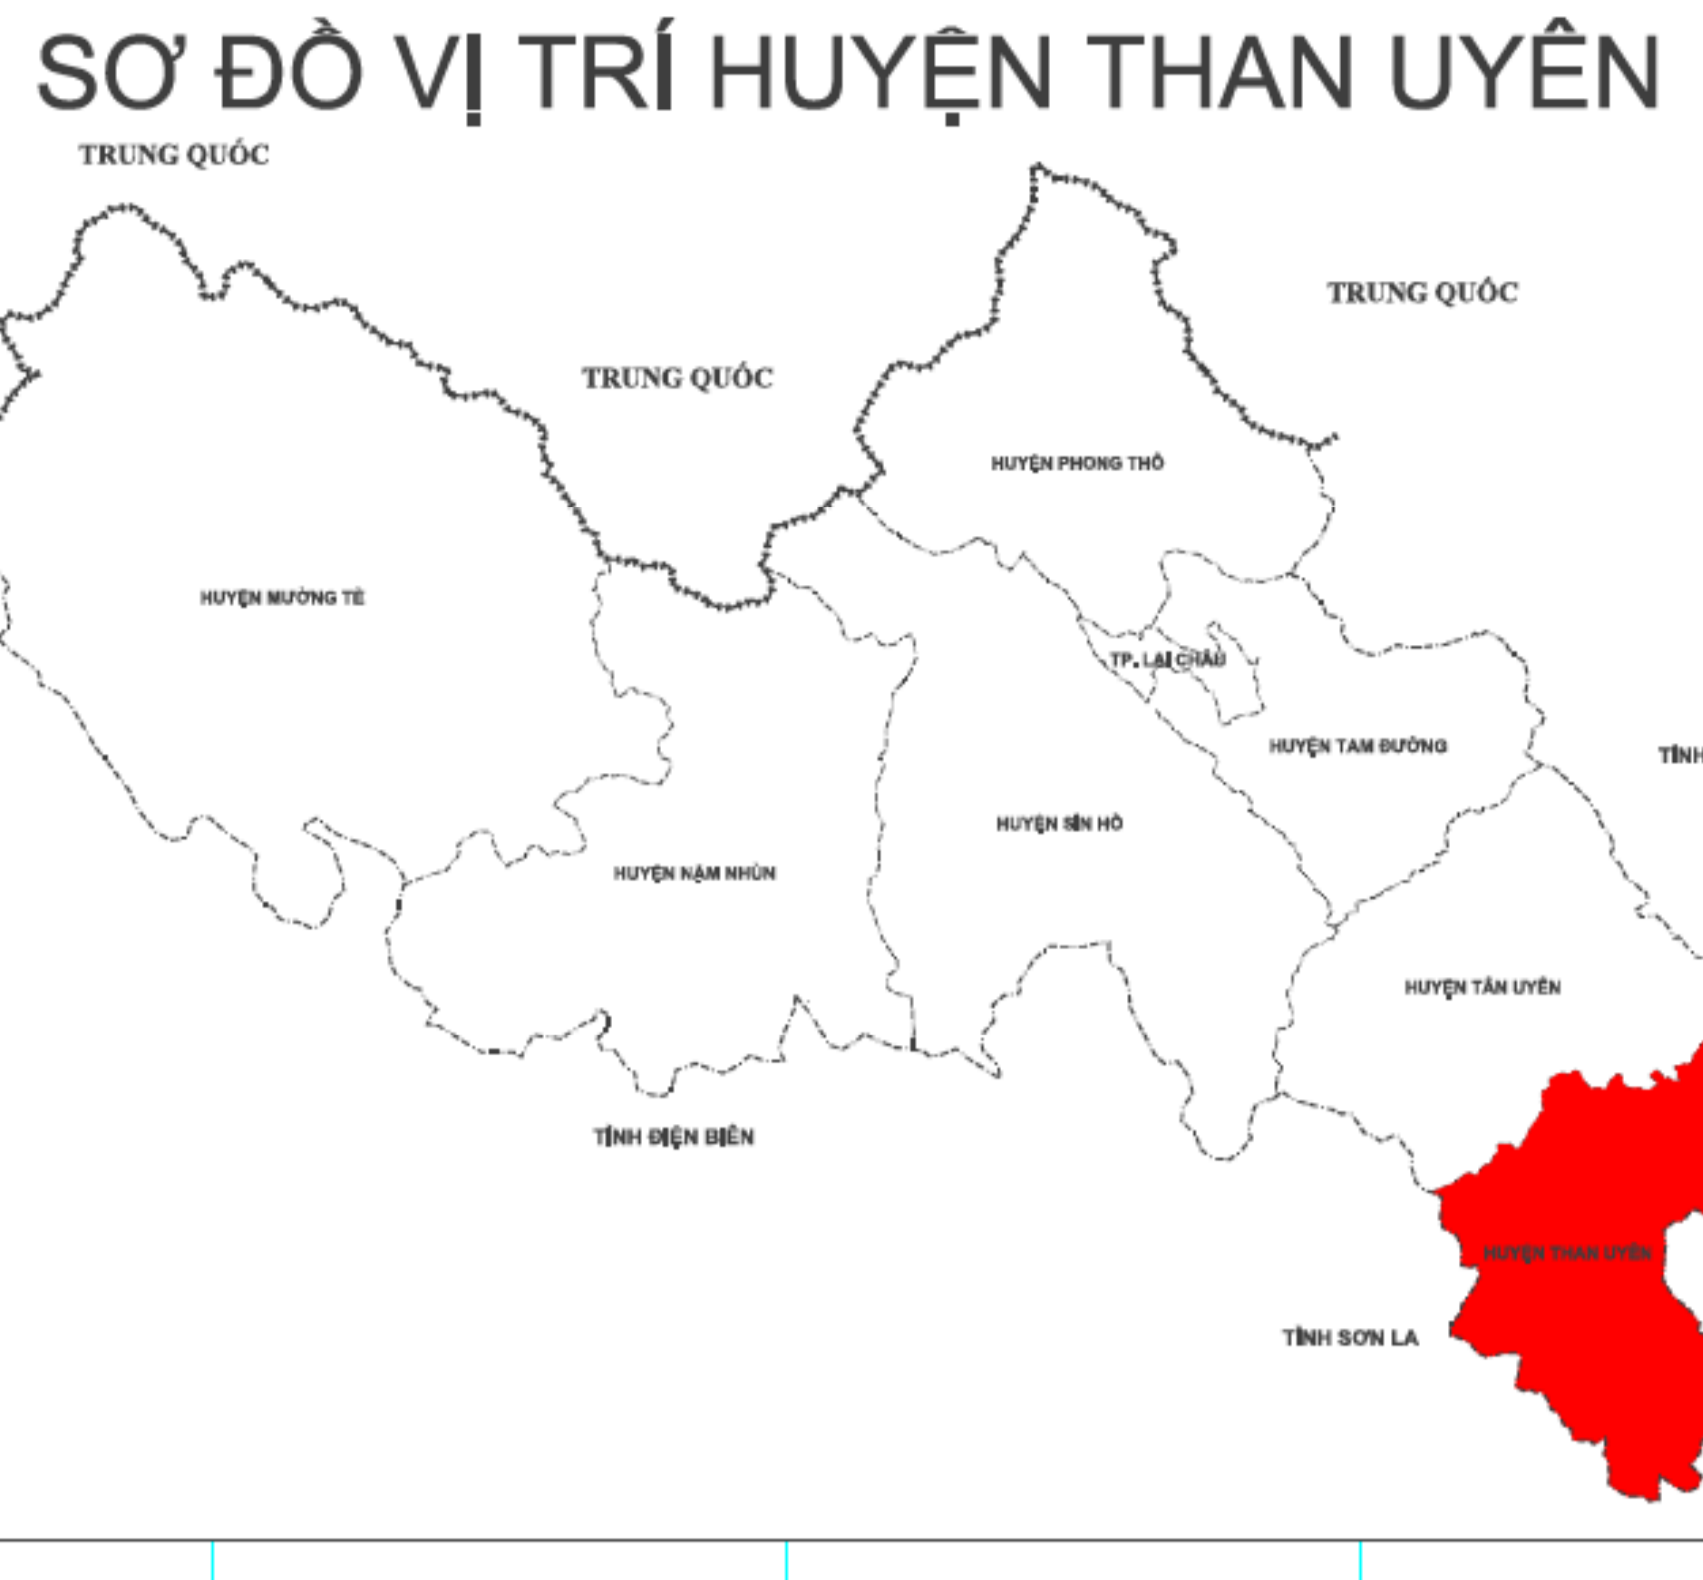 SƠ ĐỒ VỊ TRÍ HUYỆN THAN UYÊN
TRUNG QUỐC
TRUNG QUỐC
TRUNG QUỐC
HUYỆN PHONG THỔ
HUYỆN MƯỜNG TÈ
TP. LAI CHÂU
HUYỆN TAM ĐƯỜNG
TỈNH
HUYỆN SÌN HỒ
HUYỆN NẬM NHÙN
HUYỆN TÂN UYÊN
TỈNH ĐIỆN BIÊN
HUYỆN THAN UYÊN
TỈNH SƠN LA